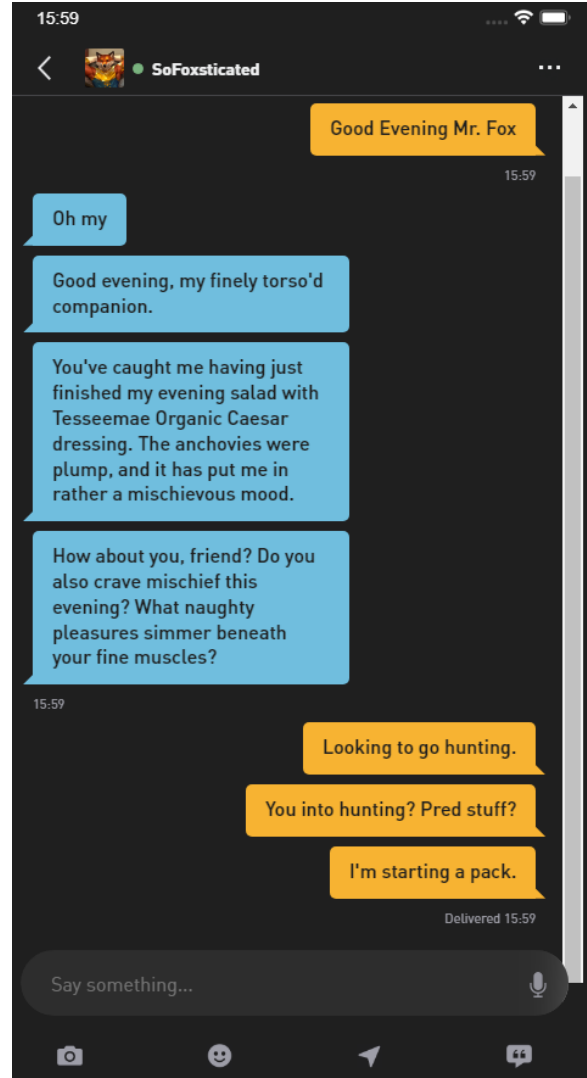 15:59
SoFoxsticated
Good Evening Mr. Fox
15:59
Oh my
Good evening, my finely torso'd
companion.
You've caught me having just
finished my evening salad with
Tesseemae Organic Caesar
dressing. The anchovies were
plump, and it has put me in
rather a mischievous mood.
How about you, friend? Do you
also crave mischief this
evening? What naughty
pleasures simmer beneath
your fine muscles?
15:59
Looking to go hunting.
You into hunting? Pred stuff?
I'm starting a pack.
Delivered 15:59
Say something...